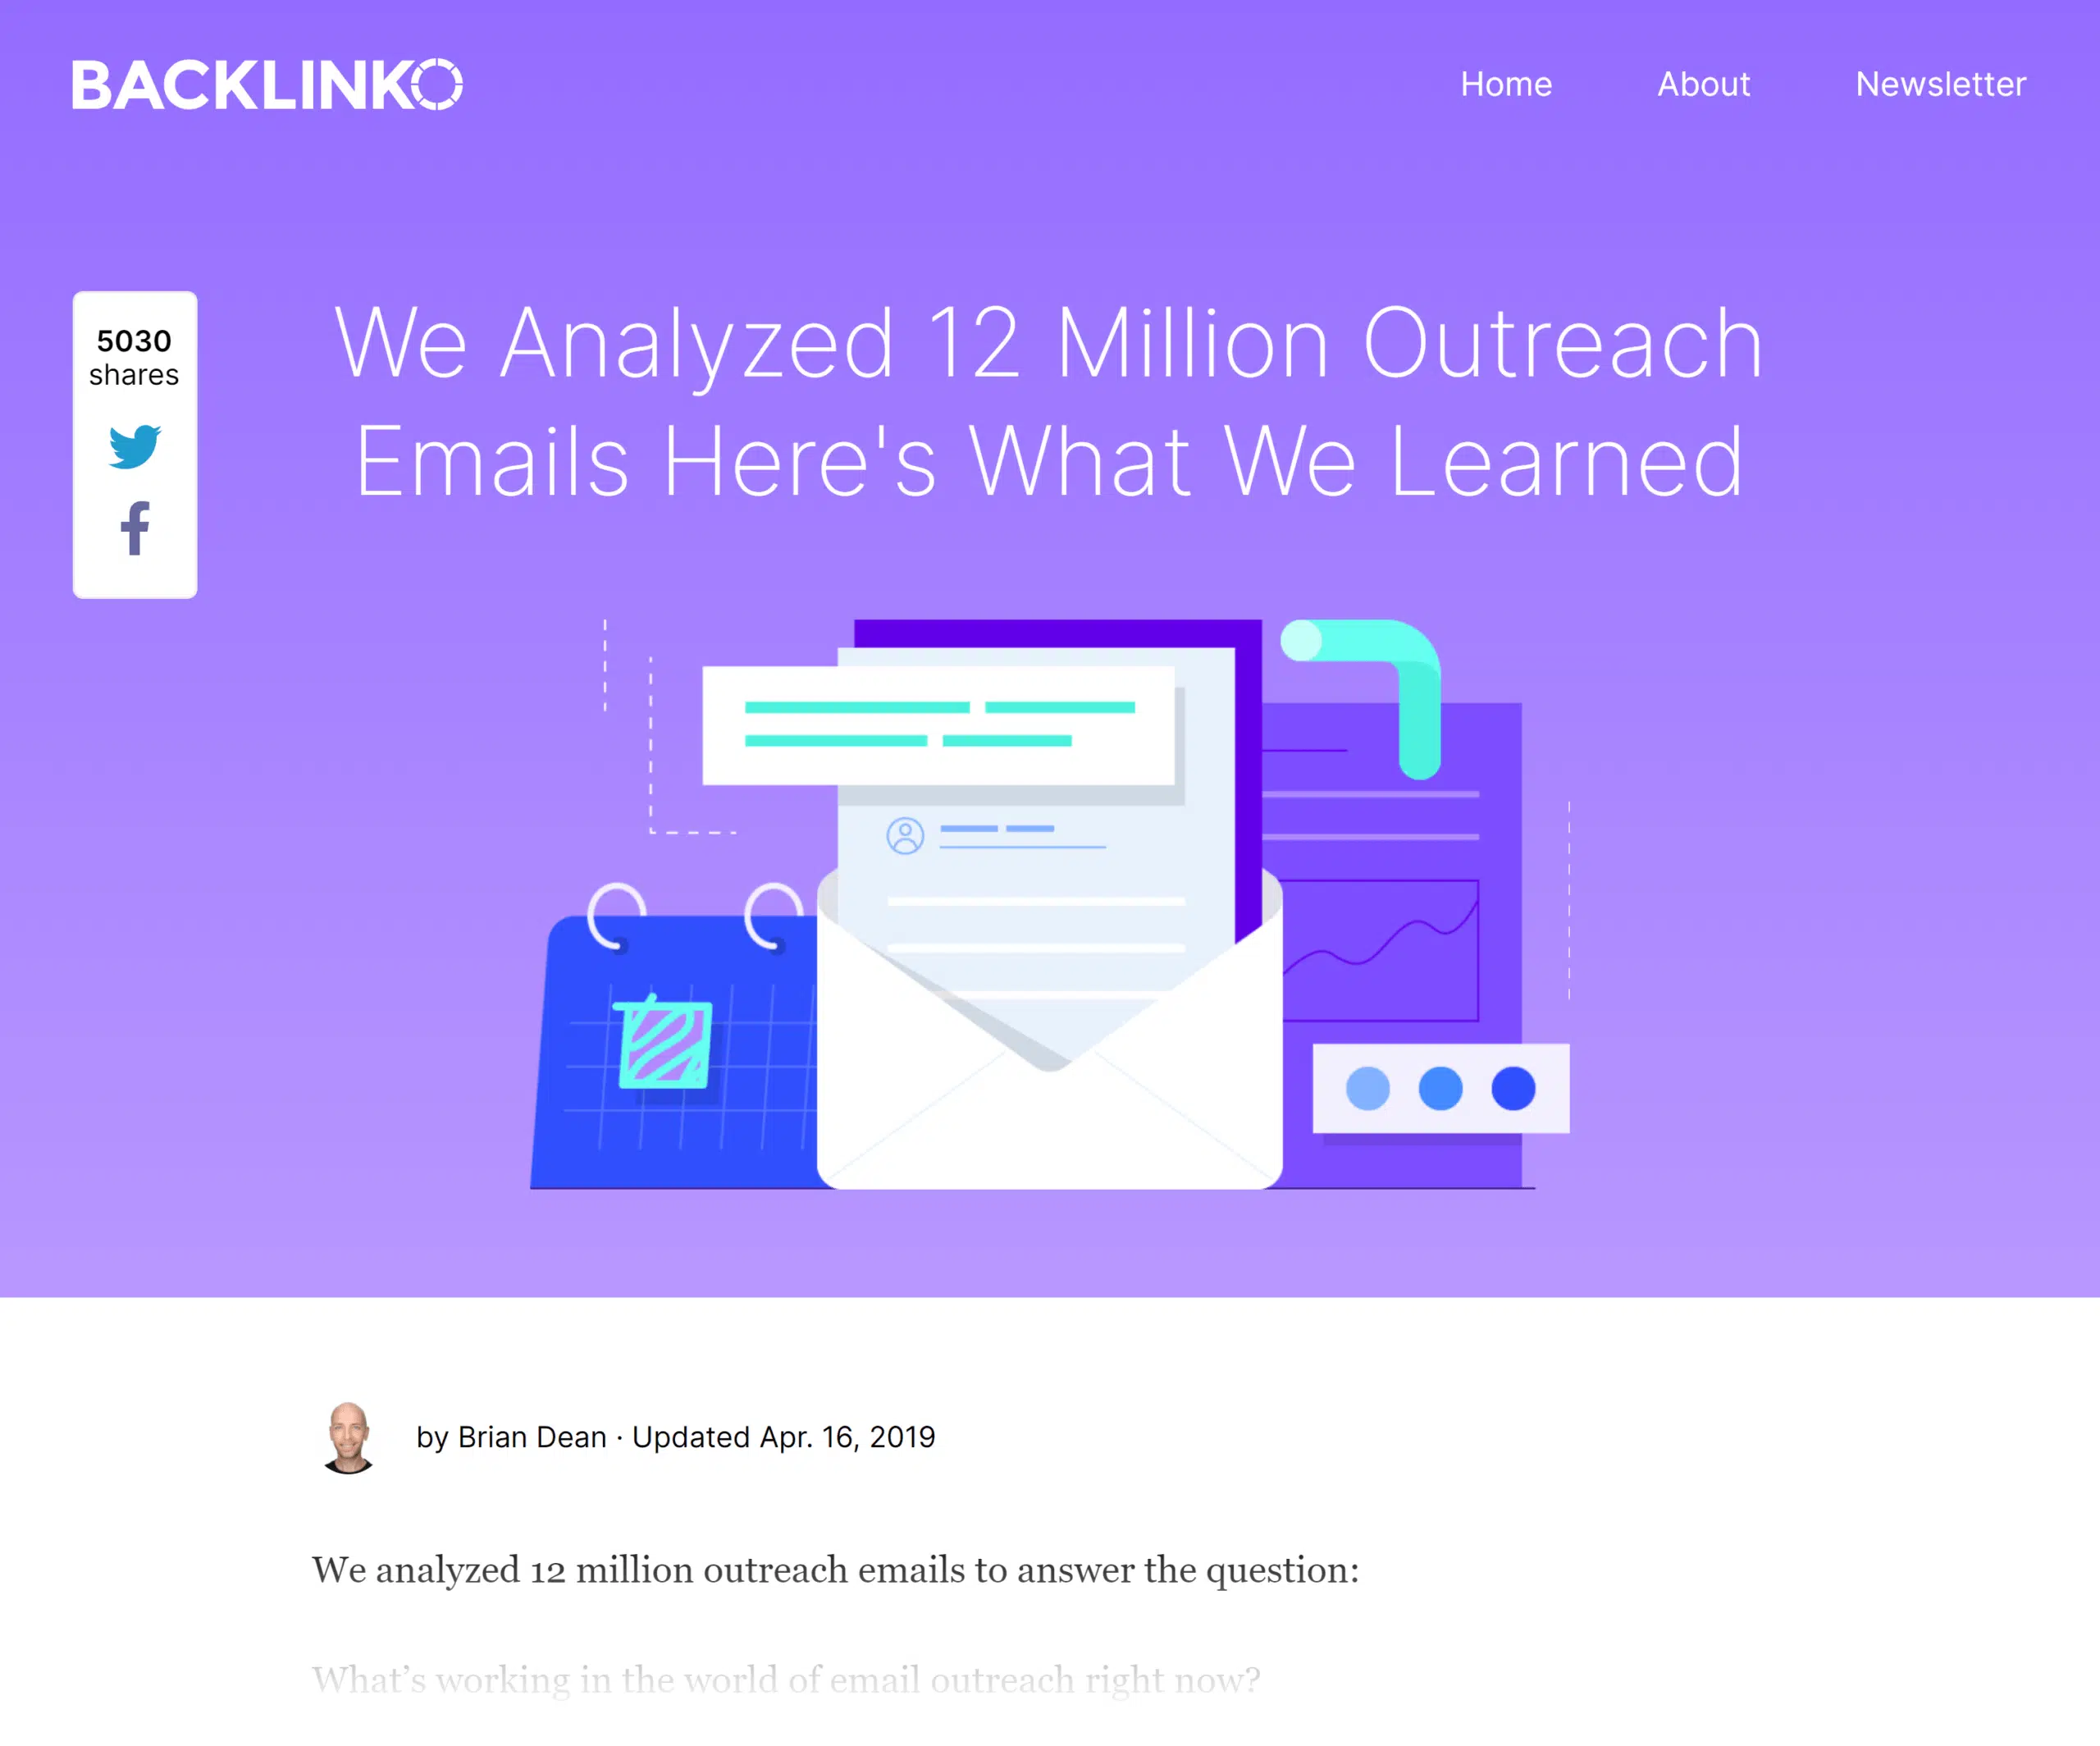 BACKLINKO
Home
About
Newsletter
5030
shares
We Analyzed 12 Million Outreach
Emails Here's What We Learned
by Brian Dean · Updated Apr. 16, 2019
We analyzed 12 million outreach emails to answer the question:
What’s working in the world of email outreach right now?